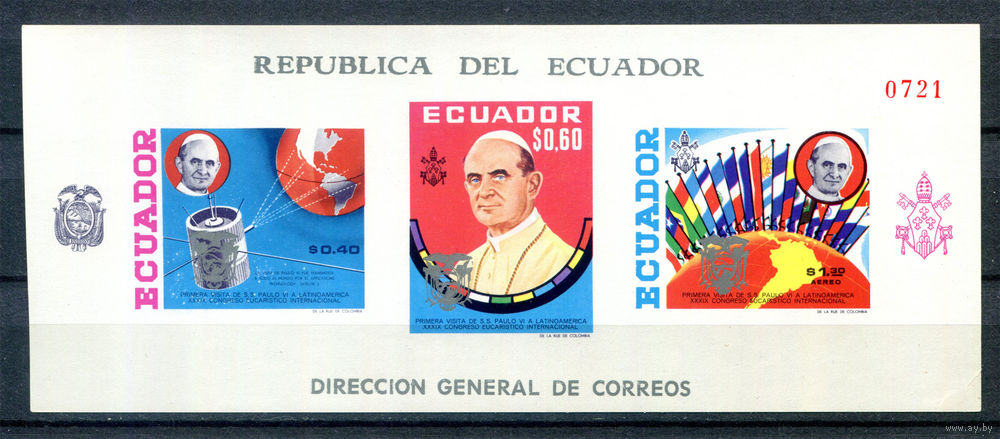 REPUBLICA DEL ECUADOR
0721
ECUADOR
$0.40
PRIMERA VISITA DE S.S. PAULO VI A LATINOAMERICA
XXXIX CONGRESO EUCARISTICO INTERNACIONAL
DE LA RUE DE COLOMBIA
ECUADOR
$0,60
PRIMERA VISITA DE S.S. PAULO VI A LATINOAMERICA
XXXIX CONGRESO EUCARISTICO INTERNACIONAL
DE LA RUE DE COLOMBIA
ECUADOR
$1.30
AEREO
PRIMERA VISITA DE S.S. PAULO VI A LATINOAMERICA
XXXIX CONGRESO EUCARISTICO INTERNACIONAL
DE LA RUE DE COLOMBIA
DIRECCION GENERAL DE CORREOS
www.ay.by